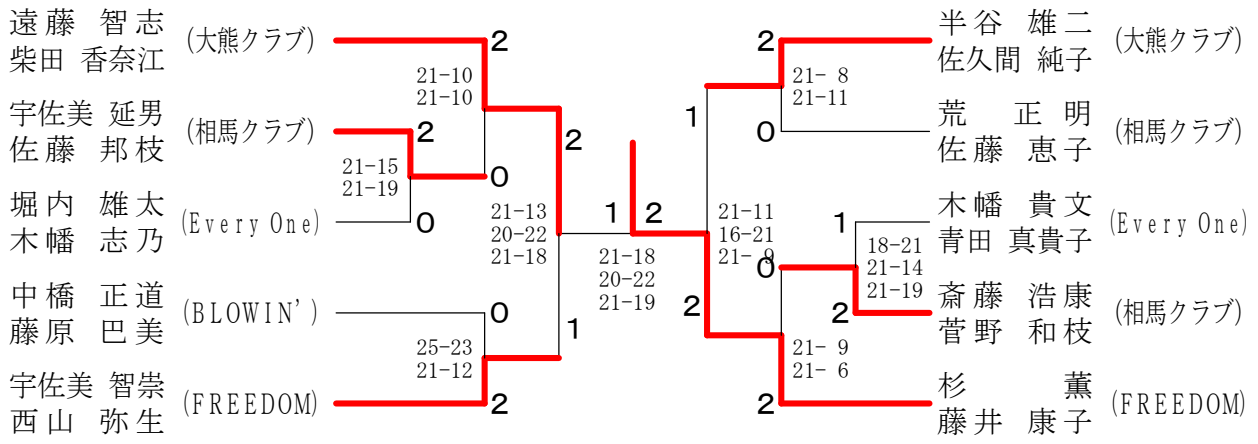 遠藤 智志
柴田 香奈江
(大熊クラブ)
2
21-10
21-10
宇佐美 延男
佐藤 邦枝
(相馬クラブ)
2
0
21-15
21-19
堀内 雄太
木幡 志乃
(Every One)
0
2
21-13
20-22
21-18
中橋 正道
藤原 巴美
(BLOWIN')
0
1
25-23
21-12
宇佐美 智崇
西山 弥生
(FREEDOM)
2
1
2
21-18
20-22
21-19
半谷 雄二
佐久間 純子
(大熊クラブ)
2
21- 8
21-11
1
荒 正明
佐藤 恵子
(相馬クラブ)
0
21-11
16-21
21- 9
木幡 貴文
青田 真貴子
(Every One)
1
18-21
21-14
21-19
0
斎藤 浩康
菅野 和枝
(相馬クラブ)
2
2
21- 9
21- 6
杉 薫
藤井 康子
(FREEDOM)
2